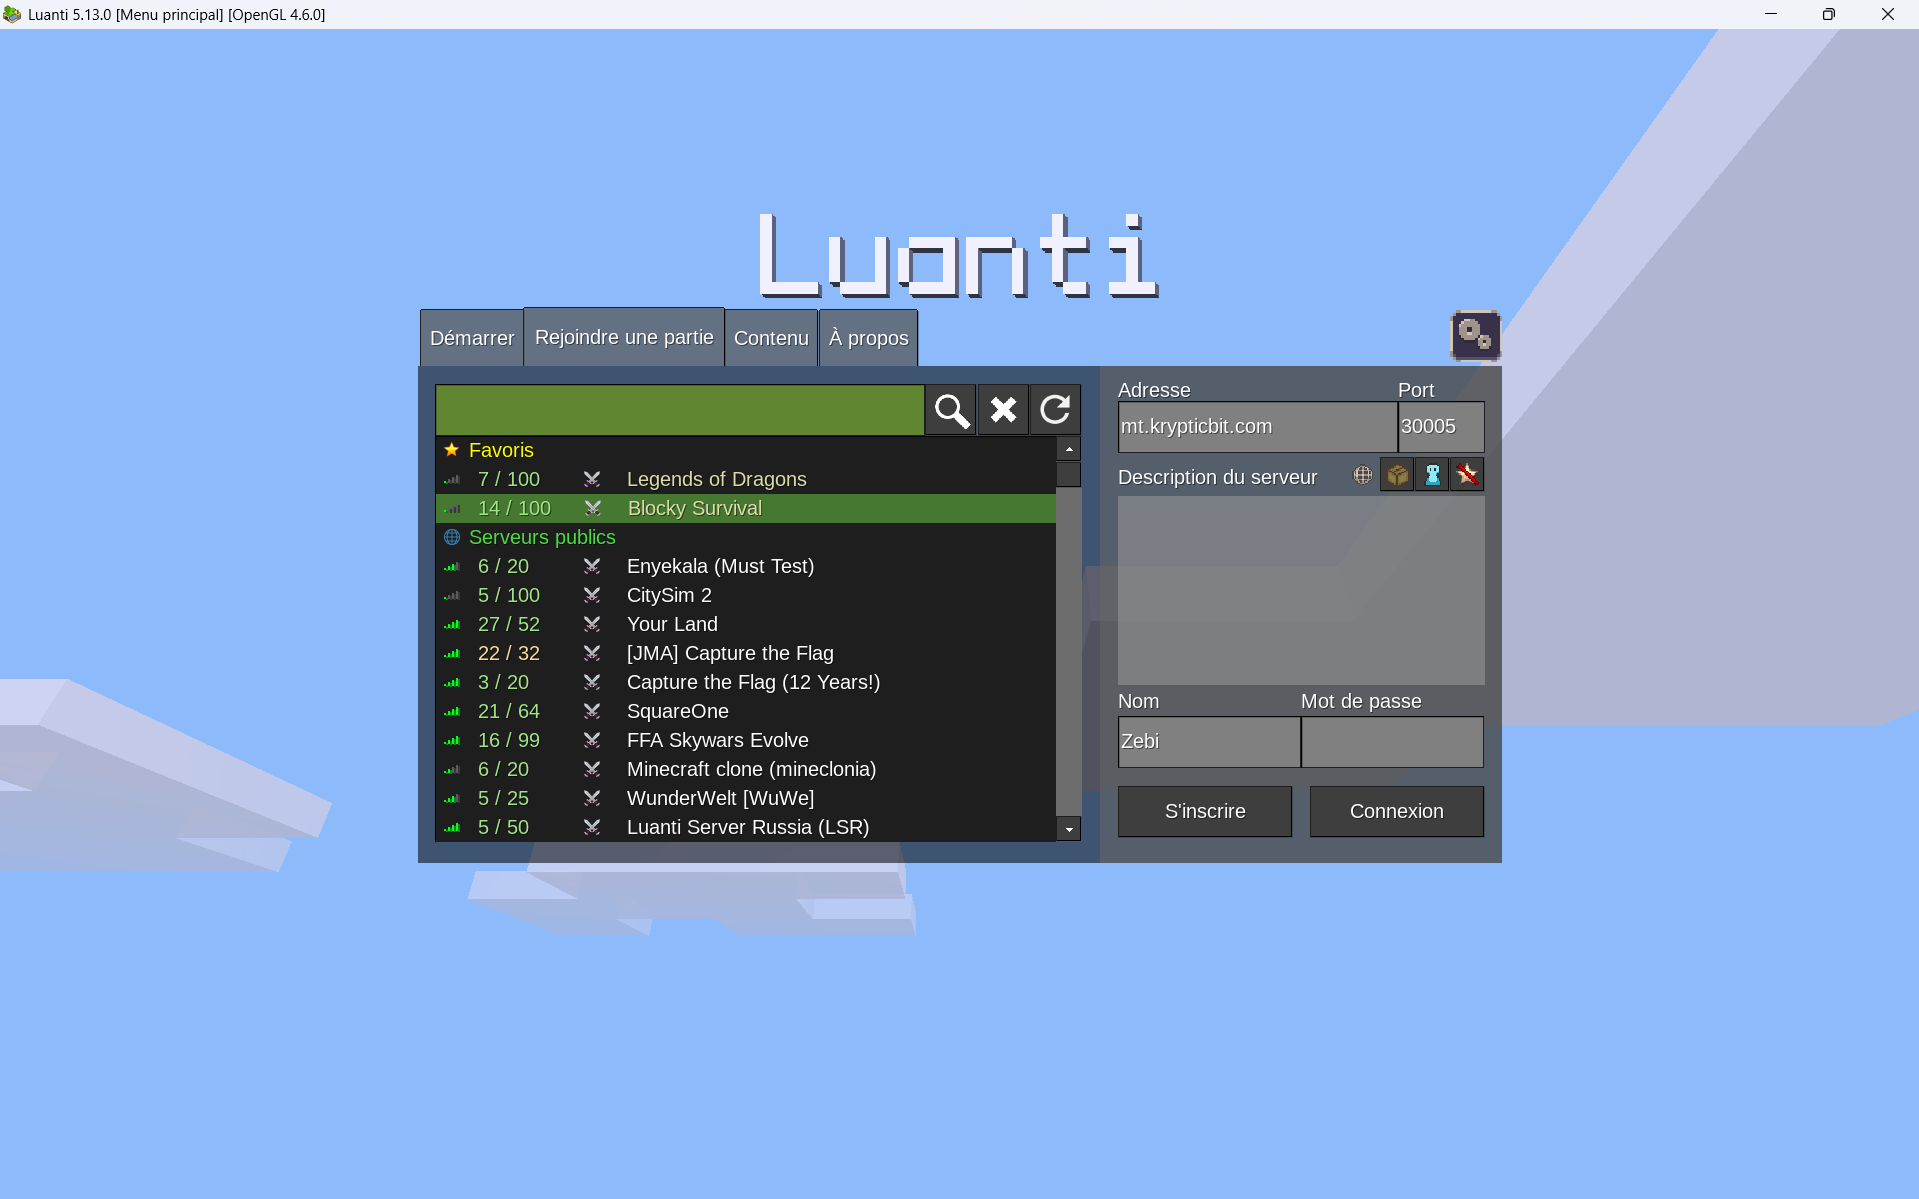 Luanti 5.13.0 [Menu principal] [OpenGL 4.6.0]
Luanti
Démarrer
Rejoindre une partie
Contenu
À propos
Favoris
7 / 100 Legends of Dragons
14 / 100 Blocky Survival
Serveurs publics
6 / 20 Enyekala (Must Test)
5 / 100 CitySim 2
27 / 52 Your Land
22 / 32 [JMA] Capture the Flag
3 / 20 Capture the Flag (12 Years!)
21 / 64 SquareOne
16 / 99 FFA Skywars Evolve
6 / 20 Minecraft clone (mineclonia)
5 / 25 WunderWelt [WuWe]
5 / 50 Luanti Server Russia (LSR)
Adresse Port
mt.krypticbit.com 30005
Description du serveur
Nom Mot de passe
Zebi
S'inscrire Connexion